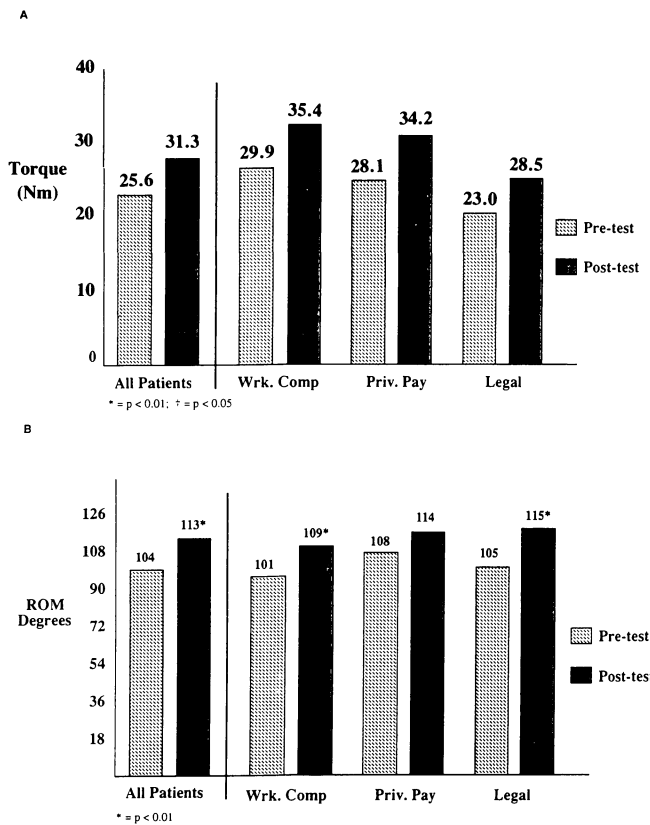 A
40
35.4
34.2
31.3
30
29.9
28.1
28.5
Torque
(Nm)
25.6
23.0
20
Pre-test
Post-test
10
0
All Patients
Wrk. Comp
Priv. Pay
Legal
* = p < 0.01; † = p < 0.05
B
126
113*
114
115*
109*
108
108
104
101
105
90
ROM
Degrees
72
Pre-test
54
Post-tes
36
18
All Patients
Wrk. Comp
Priv. Pay
Legal
* = p < 0.01